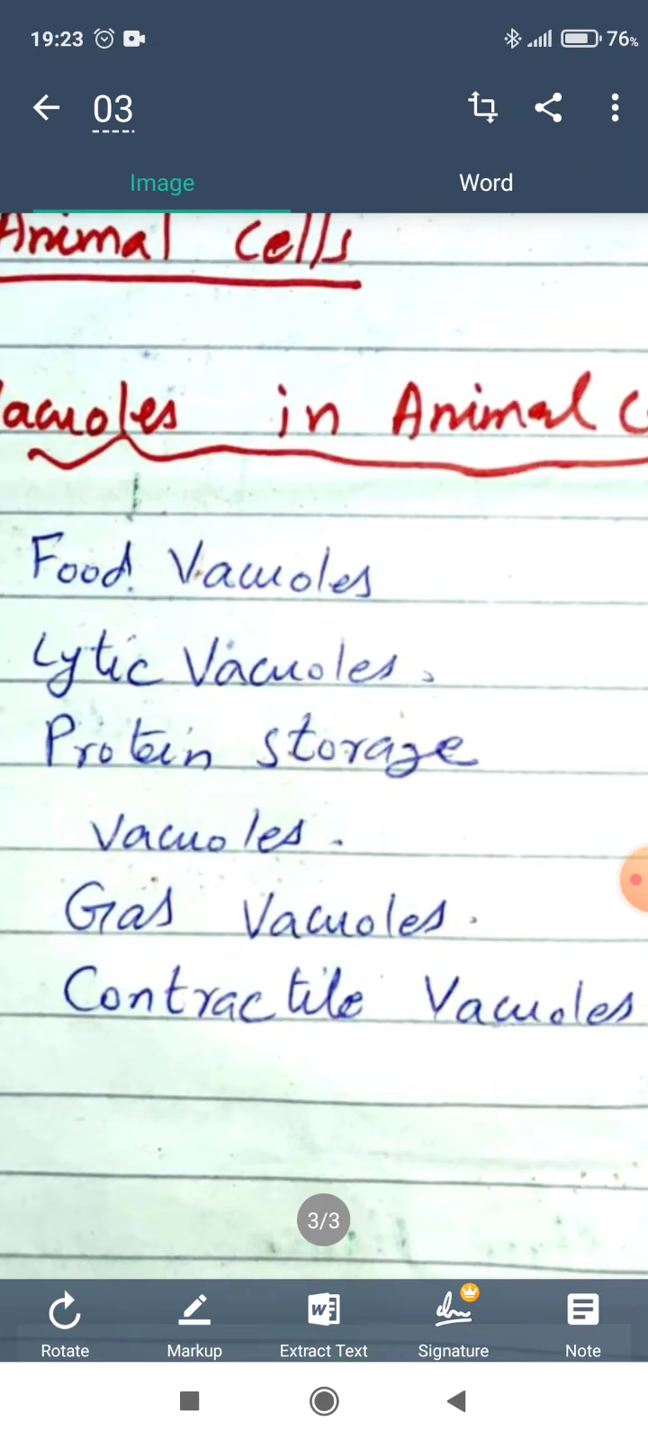 19:23 76%
03
Image Word
Animal Cells
acuoles in Animal C
Food Vacuoles
Lytic Vacuoles.
Protein storage
Vacuoles.
Gas Vacuoles.
Contractile Vacuoles
3/3
W
Rotate Markup Extract Text Signature Note